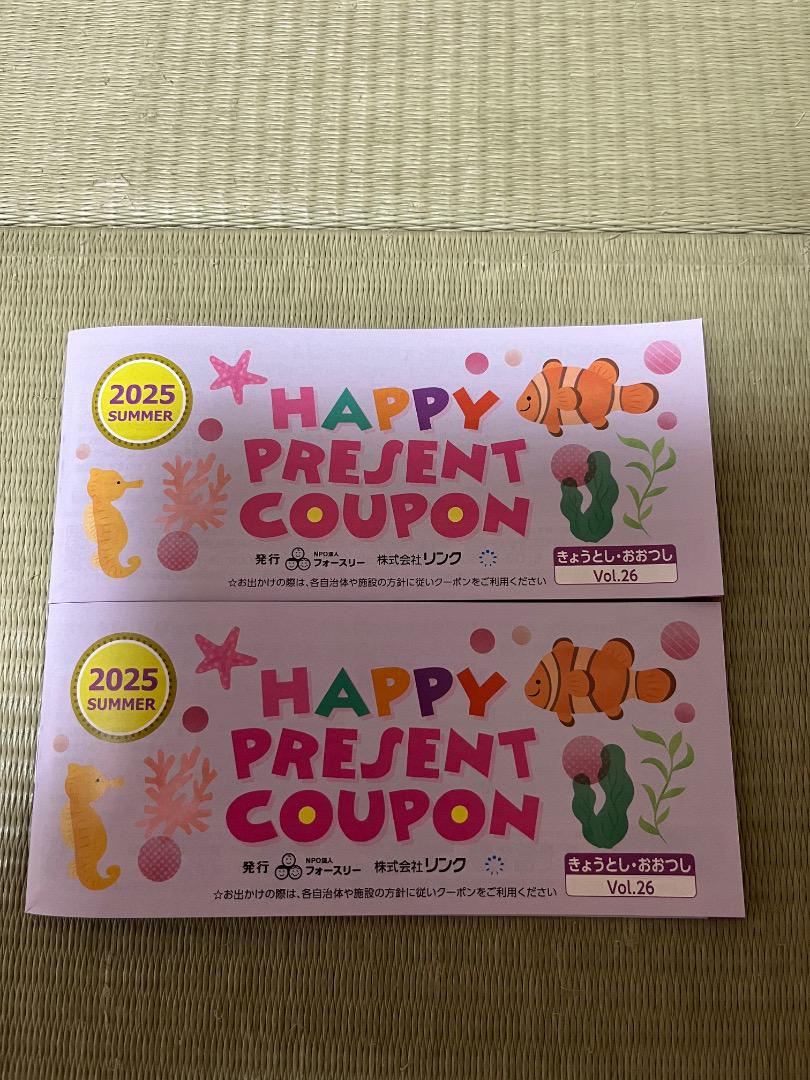 2025
SUMMER
HAPPY
PRESENT
COUPON
発行 NPO法人 フォースリー 株式会社リンク
きょうとし・おおつし
Vol.26
☆お出かけの際は、各自治体や施設の方針に従いクーポンをご利用ください
2025
SUMMER
HAPPY
PRESENT
COUPON
発行 NPO法人 フォースリー 株式会社リンク
きょうとし・おおつし
Vol.26
☆お出かけの際は、各自治体や施設の方針に従いクーポンをご利用ください